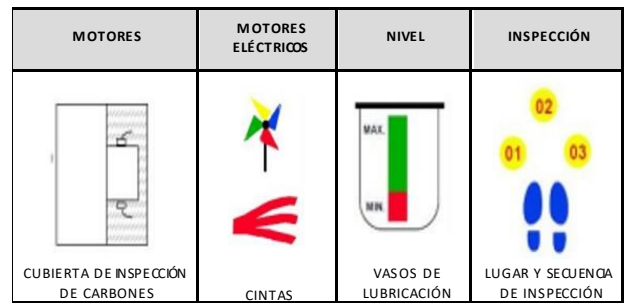 MOTORES
MOTORES
ELÉCTRICOS
NIVEL
INSPECCIÓN
MAX.
MIN.
02
01
03
CUBIERTA DE INSPECCIÓN
DE CARBONES
CINTAS
VASOS DE
LUBRICACIÓN
LUGAR Y SECUENCIA
DE INSPECCIÓN